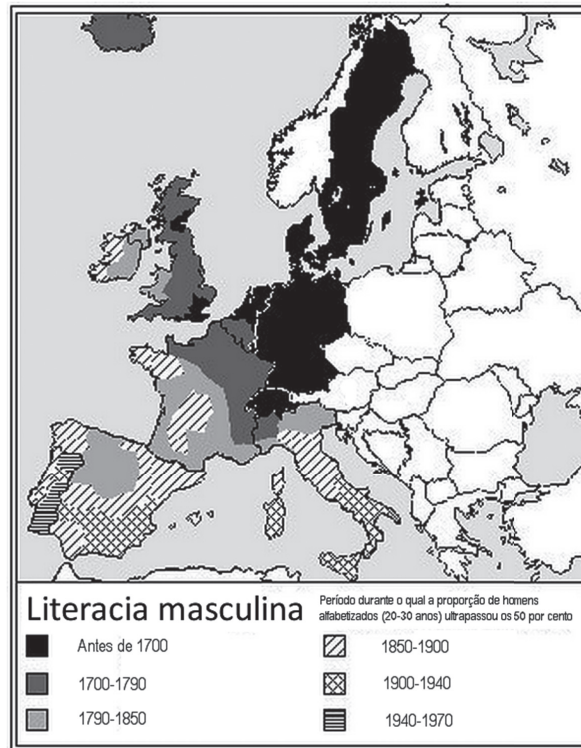 Literacia masculina
Período durante o qual a proporção de homens
alfabetizados (20-30 anos) ultrapassou os 50 por cento
Antes de 1700
1700-1790
1790-1850
1850-1900
1900-1940
1940-1970